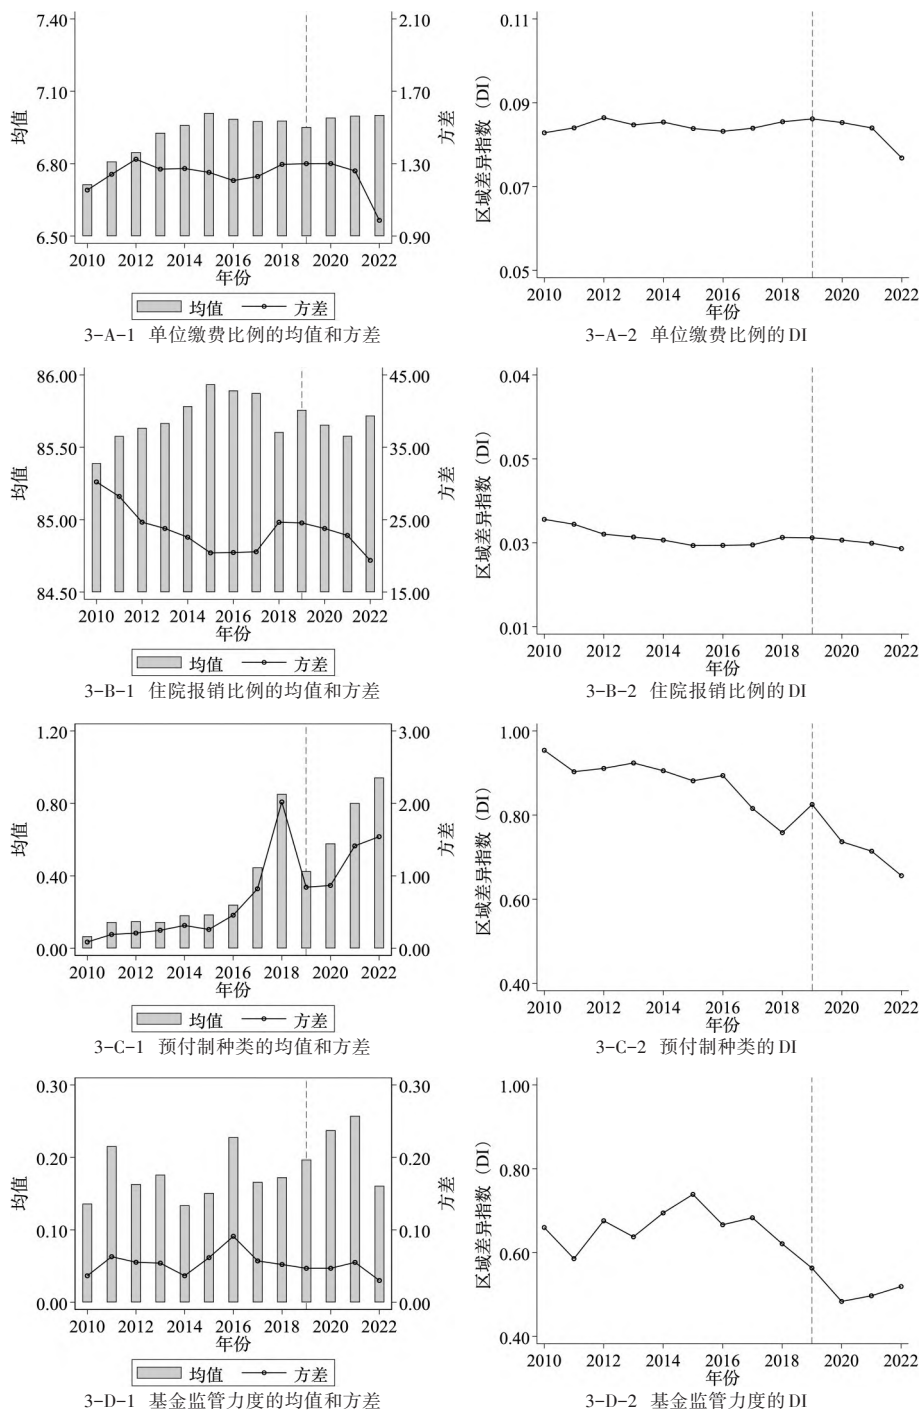 7.40
7.10
6.80
6.50
均值
2.10
1.70
1.30
0.90
方差
2010 2012 2014 2016 2018 2020 2022
年份
均值 方差
3-A-1 单位缴费比例的均值和方差
0.11
0.09
0.07
0.05
区域差异指数（DI）
2010 2012 2014 2016 2018 2020 2022
年份
3-A-2 单位缴费比例的DI
86.00
85.50
85.00
84.50
均值
45.00
35.00
25.00
15.00
方差
2010 2012 2014 2016 2018 2020 2022
年份
均值 方差
3-B-1 住院报销比例的均值和方差
0.04
0.05
0.03
0.01
区域差异指数（DI）
2010 2012 2014 2016 2018 2020 2022
年份
3-B-2 住院报销比例的DI
1.20
0.80
0.40
0.00
均值
3.00
2.00
1.00
0.00
方差
2010 2012 2014 2016 2018 2020 2022
年份
均值 方差
3-C-1 预付制种类的均值和方差
1.00
0.80
0.60
0.40
区域差异指数（DI）
2010 2012 2014 2016 2018 2020 2022
年份
3-C-2 预付制种类的DI
0.30
0.20
0.10
0.00
均值
0.30
0.20
0.10
0.00
方差
2010 2012 2014 2016 2018 2020 2022
年份
均值 方差
3-D-1 基金监管力度的均值和方差
1.00
0.80
0.60
0.40
区域差异指数（DI）
2010 2012 2014 2016 2018 2020 2022
年份
3-D-2 基金监管力度的DI